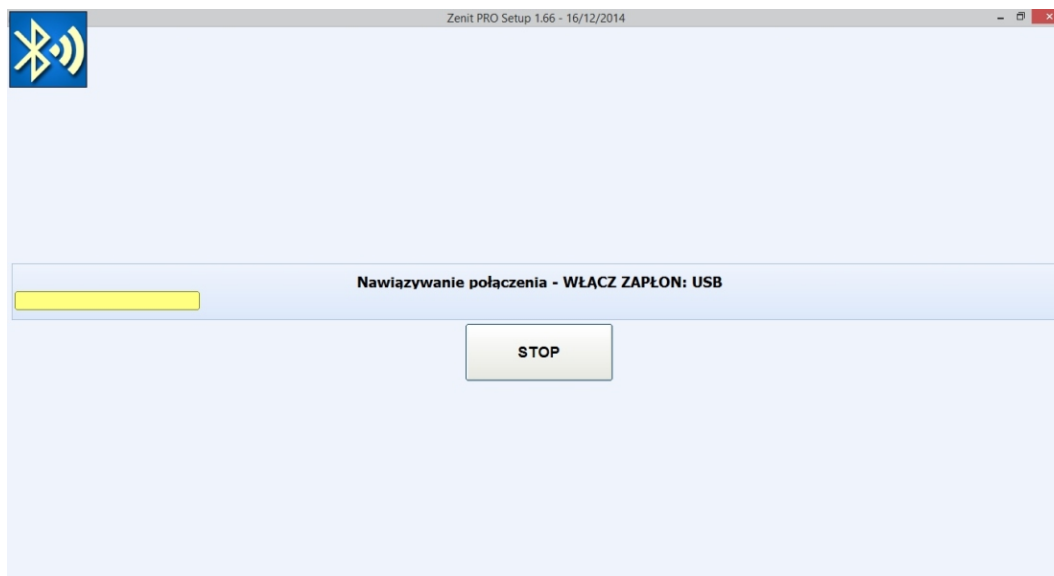 Zenit PRO Setup 1.66 - 16/12/2014
Nawiązywanie połączenia - WŁĄCZ ZAPŁON: USB
STOP